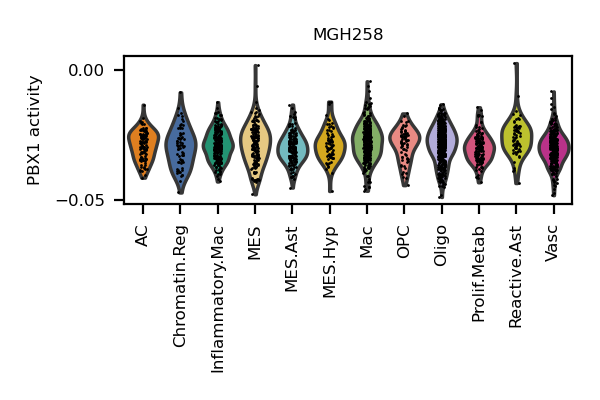 MGH258
PBX1 activity
0.00
−0.05
AC
Chromatin.Reg
Inflammatory.Mac
MES
MES.Ast
MES.Hyp
Mac
OPC
Oligo
Prolif.Metab
Reactive.Ast
Vasc